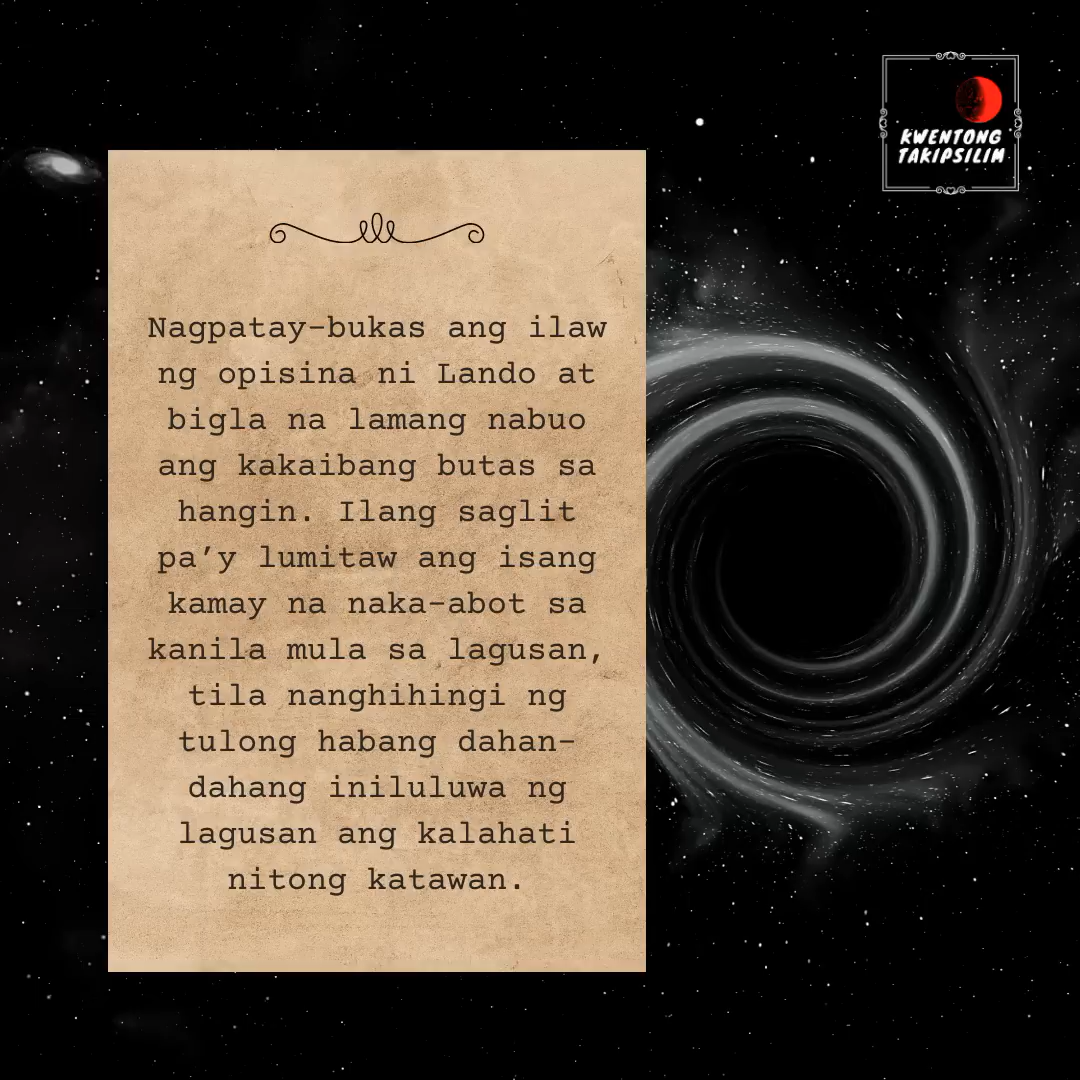 KWENTONG
TAKIPSILIM
Nagpatay-bukas ang ilaw
ng opisina ni Lando at
bigla na lamang nabuo
ang kakaibang butas sa
hangin. Ilang saglit
pa’y lumitaw ang isang
kamay na naka-abot sa
kanila mula sa lagusan,
tila nanghihingi ng
tulong habang dahan-
dahang iniluluwa ng
lagusan ang kalahati
nitong katawan.